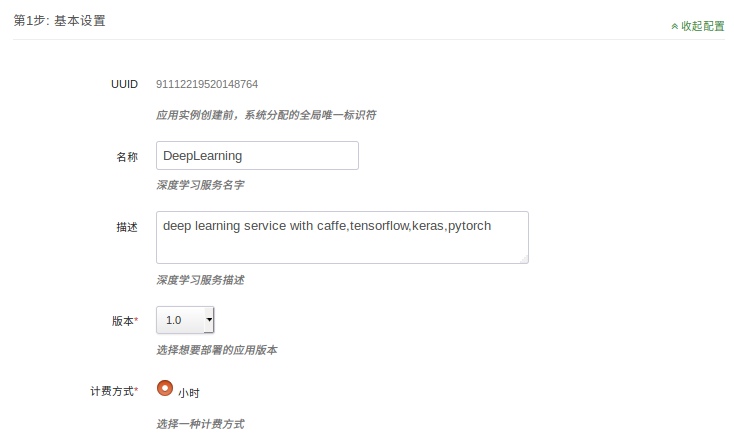 第1步: 基本设置
收起配置
UUID 91112219520148764
应用实例创建前，系统分配的全局唯一标识符
名称 DeepLearning
深度学习服务名字
描述 deep learning service with caffe,tensorflow,keras,pytorch
深度学习服务描述
版本* 1.0
选择想要部署的应用版本
计费方式* 小时
选择一种计费方式